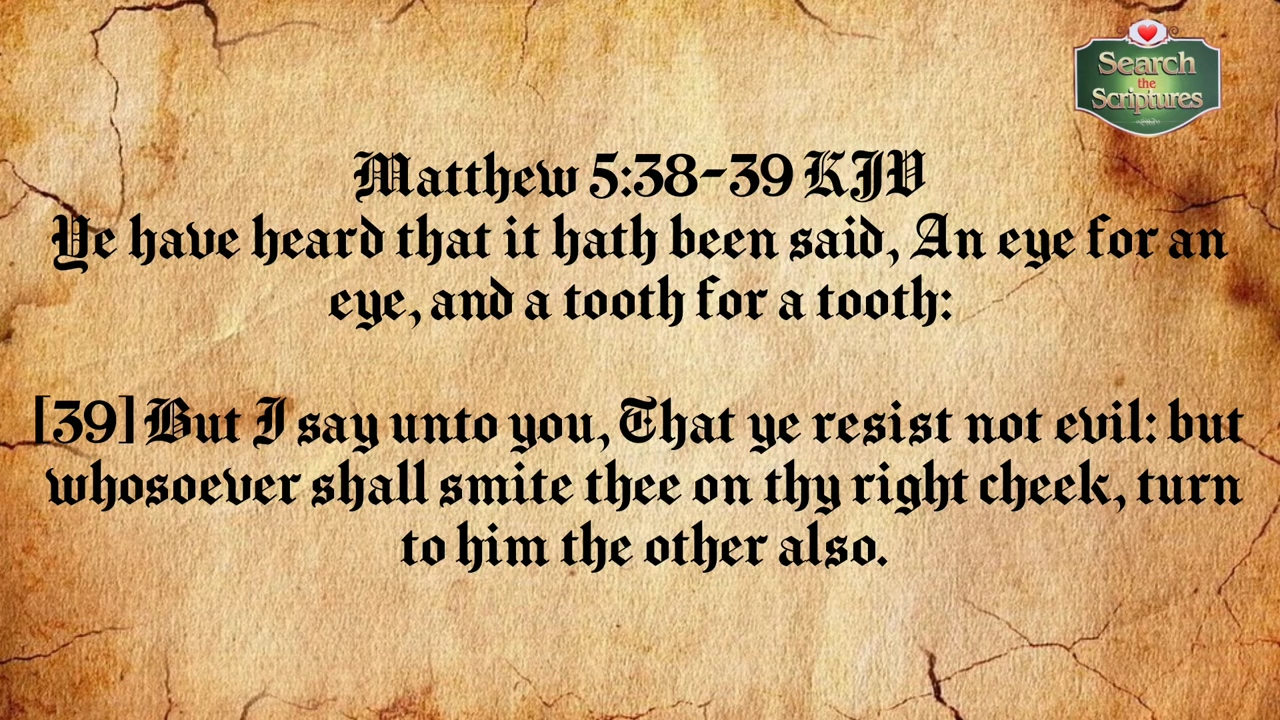 Search
the
Scriptures
Matthew 5:38-39 KJV
Ye have heard that it hath been said, An eye for an
eye, and a tooth for a tooth:
[39] But I say unto you, That ye resist not evil: but
whosoever shall smite thee on thy right cheek, turn
to him the other also.